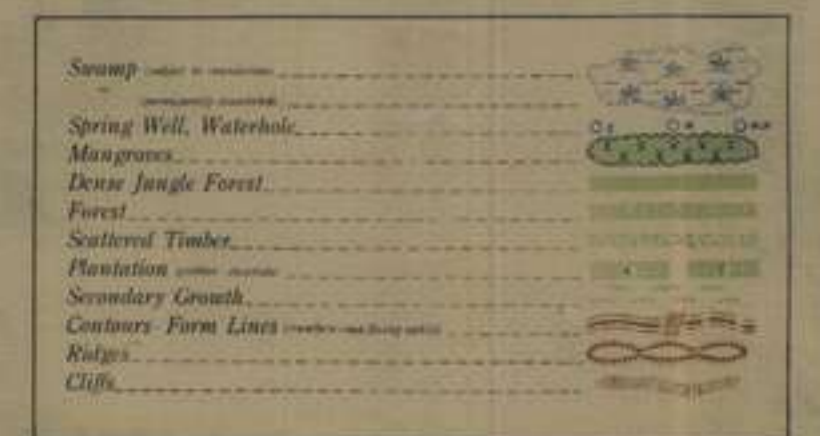 Swamp
Spring Well, Waterhole
Mangroves
Dense Jungle Forest
Forest
Scattered Timber
Plantation
Secondary Growth
Contours Form Lines
Ridges
Cliffs